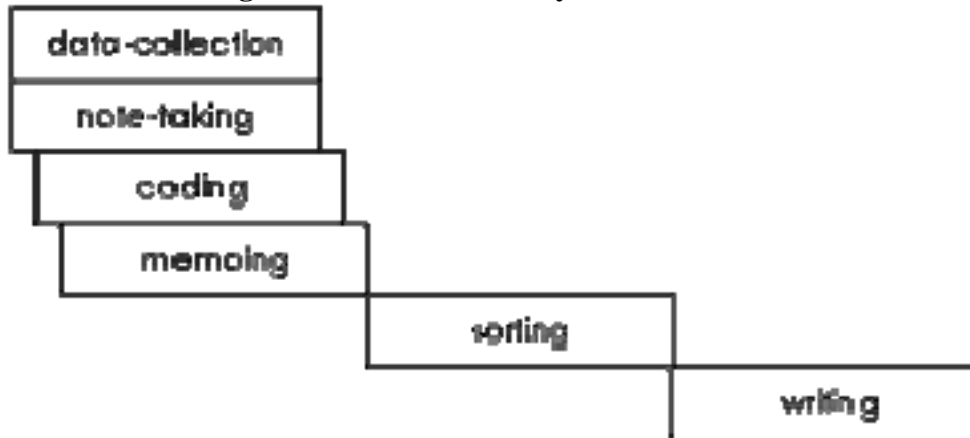 data-collection
note-taking
coding
memoing
sorting
writing